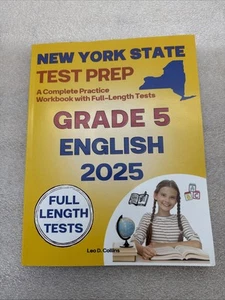 NEW YORK STATE
TEST PREP
A Complete Practice
Workbook with Full-Length Tests
GRADE 5
ENGLISH
2025
FULL
LENGTH
TESTS
Leo D. Collins